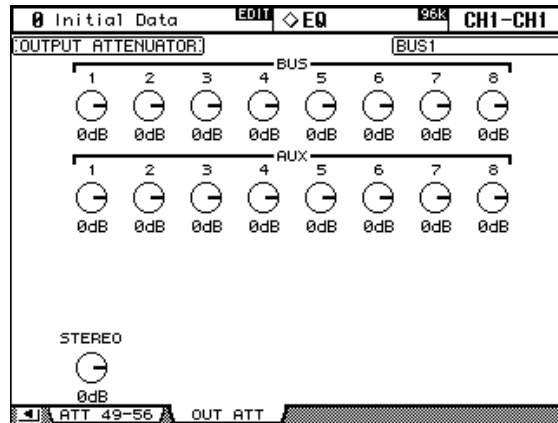 0 Initial Data EDIT ◇EQ 96k CH1-CH1
OUTPUT ATTENUATOR BUS1
BUS
1 2 3 4 5 6 7 8
0dB 0dB 0dB 0dB 0dB 0dB 0dB 0dB
AUX
1 2 3 4 5 6 7 8
0dB 0dB 0dB 0dB 0dB 0dB 0dB 0dB
STEREO
0dB
ATT 49-56 OUT ATT